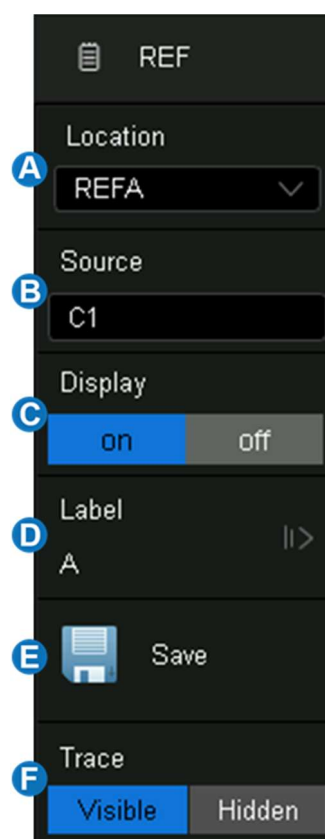 REF
Location
A
REFA
Source
B
C1
Display
C
on off
Label
D
A
E
Save
Trace
F
Visible Hidden